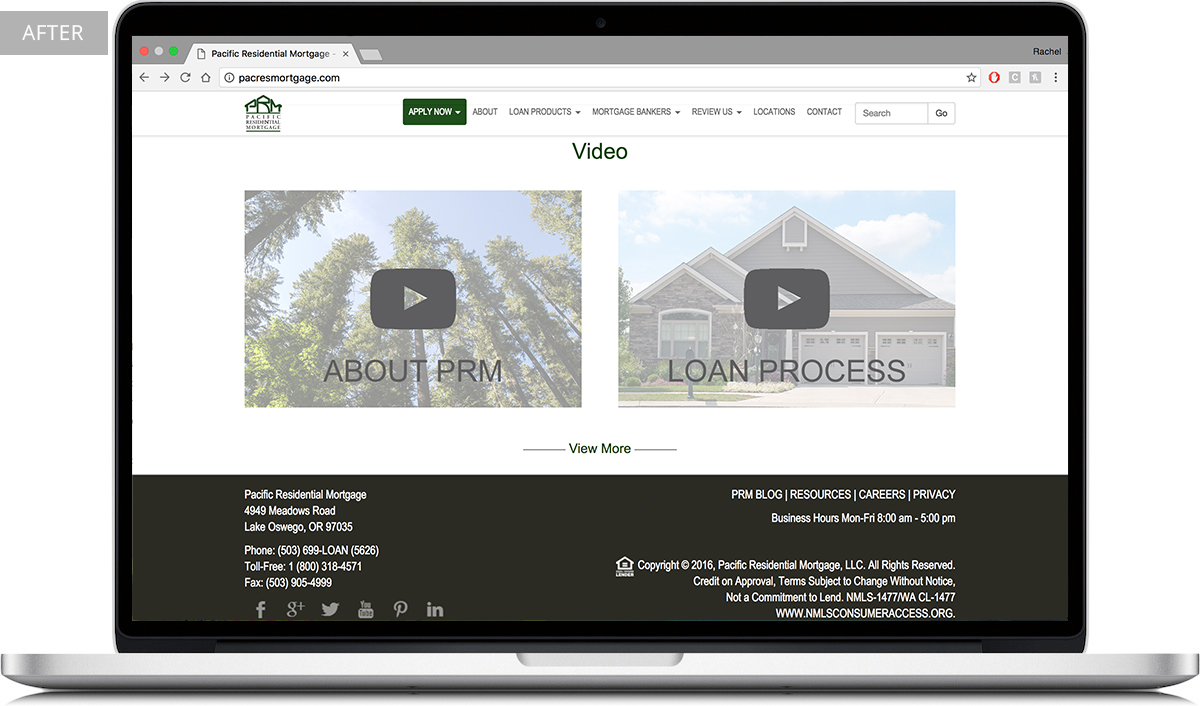 AFTER
Pacific Residential Mortgage -
Rachel
pacresmortgage.com
PRM
PACIFIC
RESIDENTIAL
MORTGAGE
APPLY NOW ABOUT LOAN PRODUCTS MORTGAGE BANKERS REVIEW US LOCATIONS CONTACT Search Go
Video
ABOUT PRM
LOAN PROCESS
View More
Pacific Residential Mortgage
4949 Meadows Road
Lake Oswego, OR 97035
Phone: (503) 699-LOAN (5626)
Toll-Free: 1 (800) 318-4571
Fax: (503) 905-4999
f g+ You Tube in
PRM BLOG | RESOURCES | CAREERS | PRIVACY
Business Hours Mon-Fri 8:00 am - 5:00 pm
LENDER
Copyright © 2016, Pacific Residential Mortgage, LLC. All Rights Reserved.
Credit on Approval, Terms Subject to Change Without Notice,
Not a Commitment to Lend. NMLS-1477/WA CL-1477
WWW.NMLSCONSUMERACCESS.ORG.